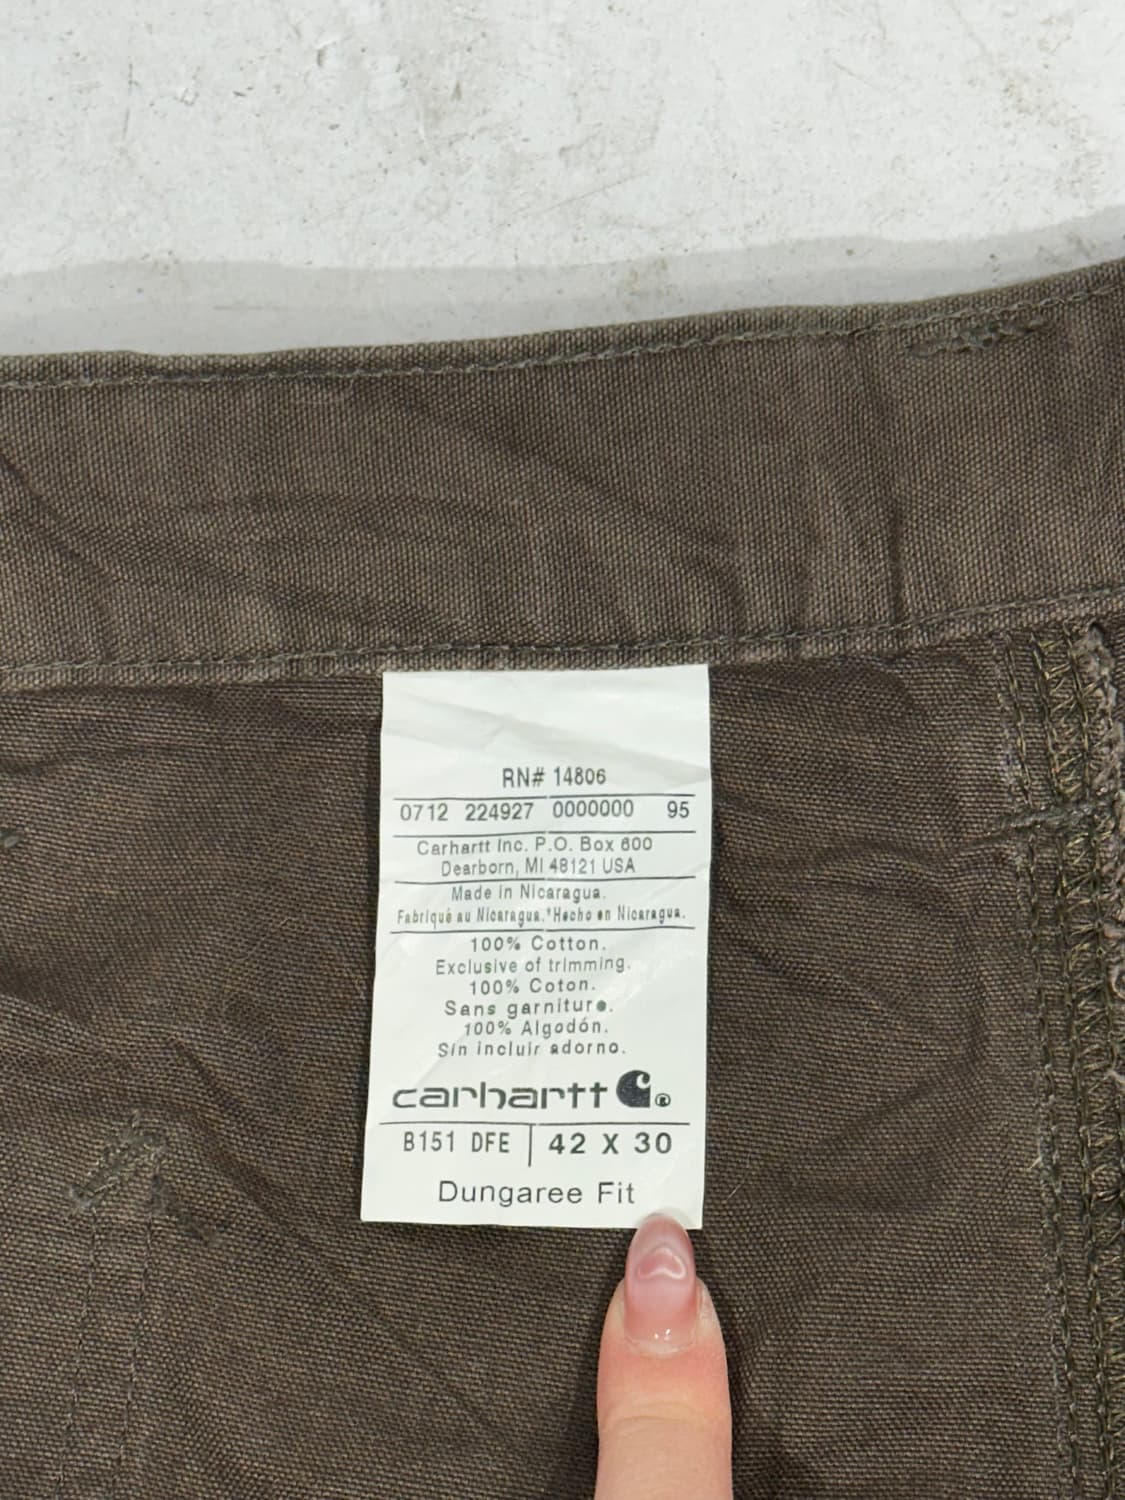 RN# 14806
0712 224927 0000000 95
Carhartt Inc. P.O. Box 600
Dearborn, MI 48121 USA
Made in Nicaragua.
Fabriqué au Nicaragua.*Hecho en Nicaragua.
100% Cotton.
Exclusive of trimming.
100% Coton.
Sans garniture.
100% Algodón.
Sin incluir adorno.
carhartt ®
B151 DFE | 42 X 30
Dungaree Fit